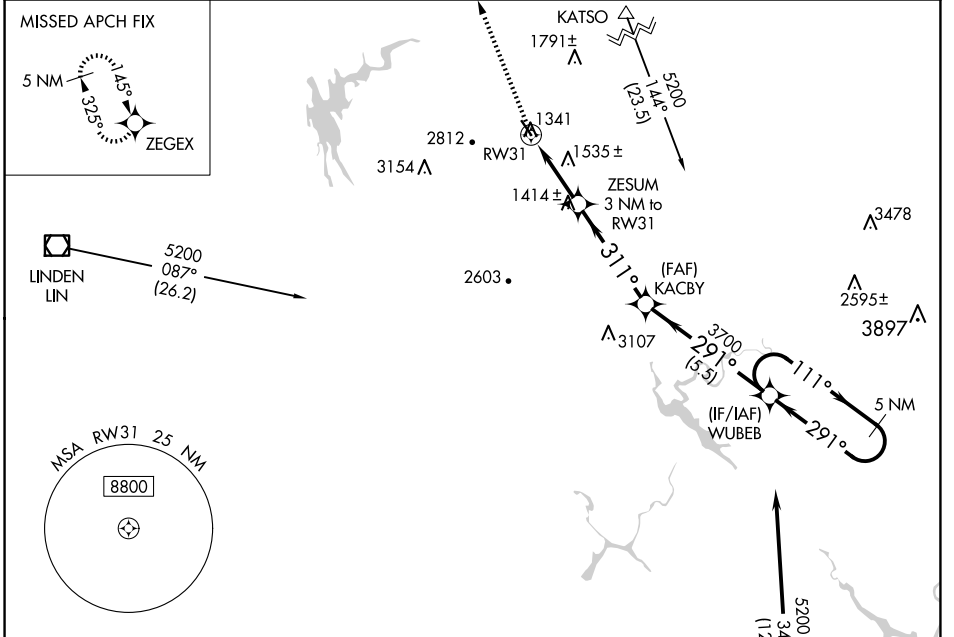 MISSED APCH FIX
5 NM
145°
325°
ZEGEX
KATSO
1791±
5200
144°
(23.5)
1341
RW31
2812
3154
1535±
1414±
ZESUM
3 NM to
RW31
3478
LINDEN
LIN
5200
087°
(26.2)
311°
2603
(FAF)
KACBY
2595±
3897
3107
3700
291°
(5.5)
111°
5 NM
(IF/IAF)
WUBEB
291°
MSA RW31 25 NM
8800
5200